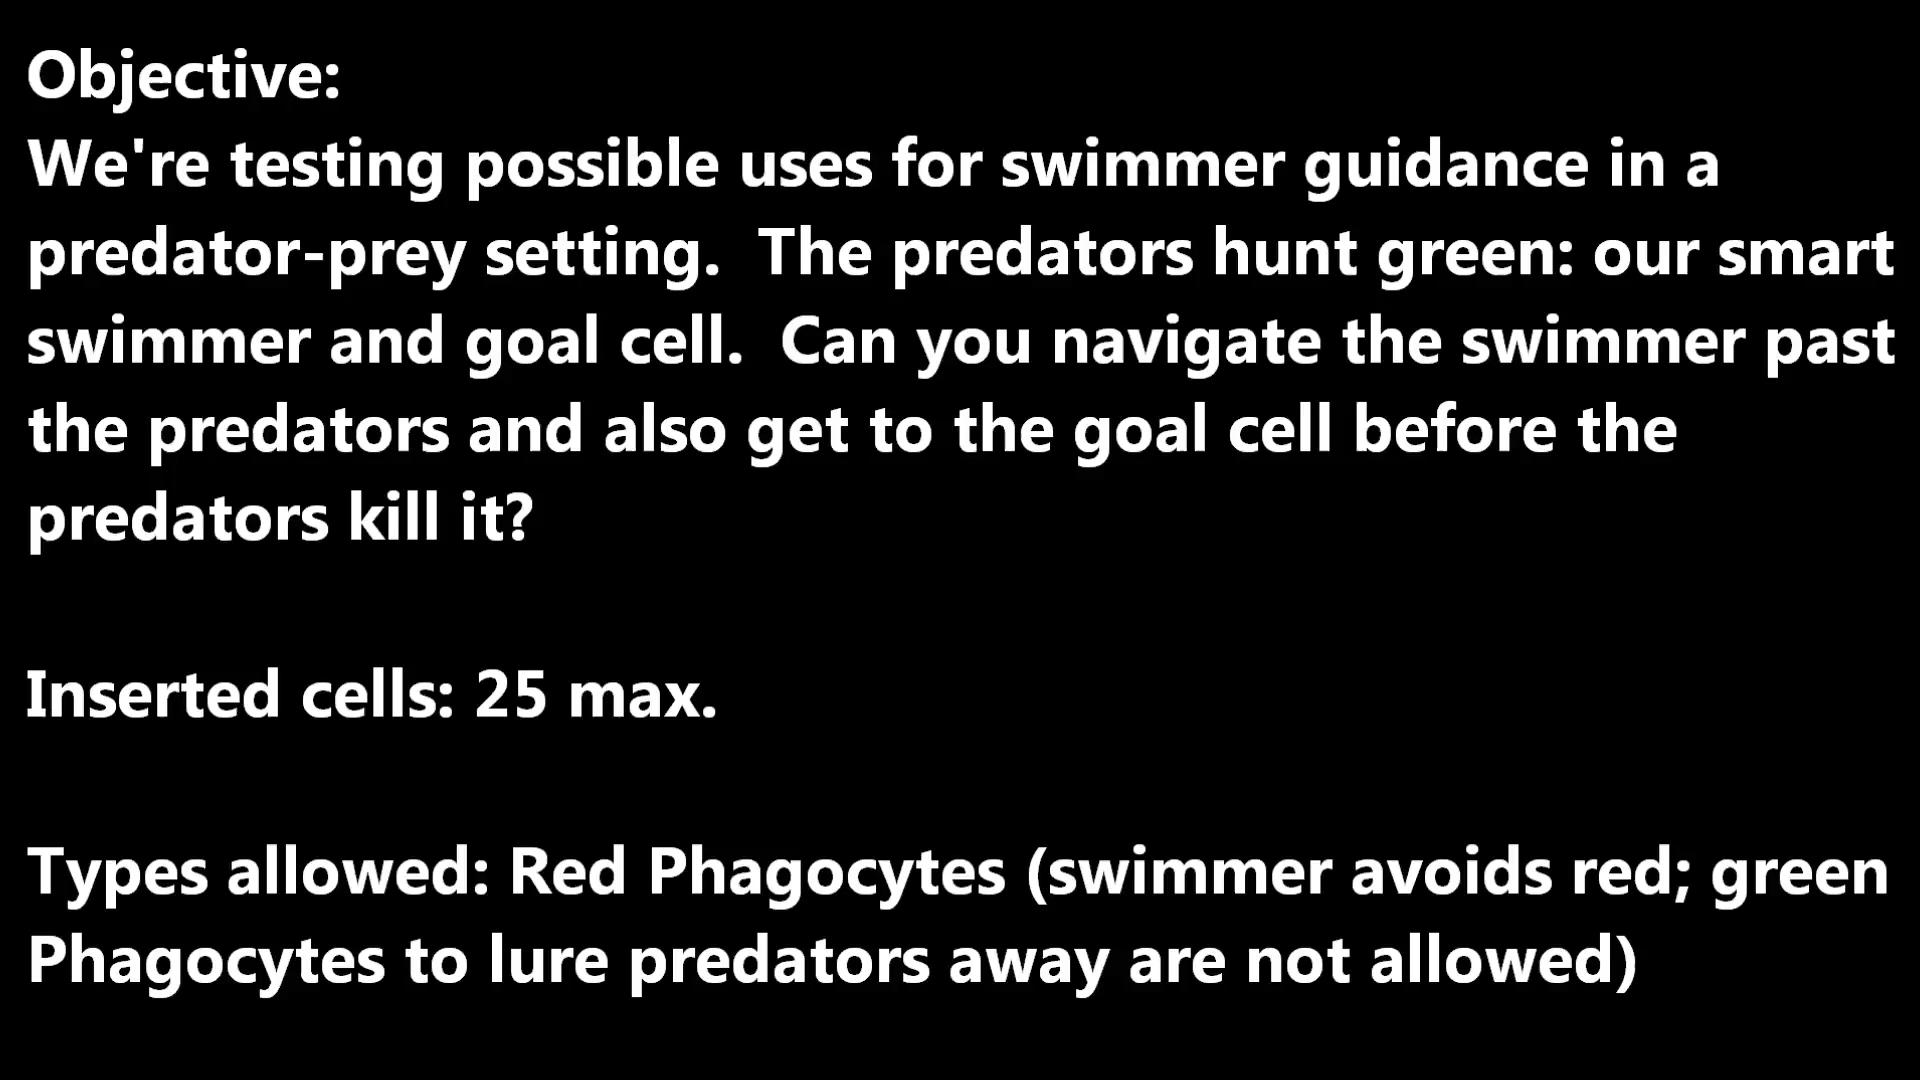 Objective:
We're testing possible uses for swimmer guidance in a
predator-prey setting.  The predators hunt green: our smart
swimmer and goal cell.  Can you navigate the swimmer past
the predators and also get to the goal cell before the
predators kill it?
Inserted cells: 25 max.
Types allowed: Red Phagocytes (swimmer avoids red; green
Phagocytes to lure predators away are not allowed)